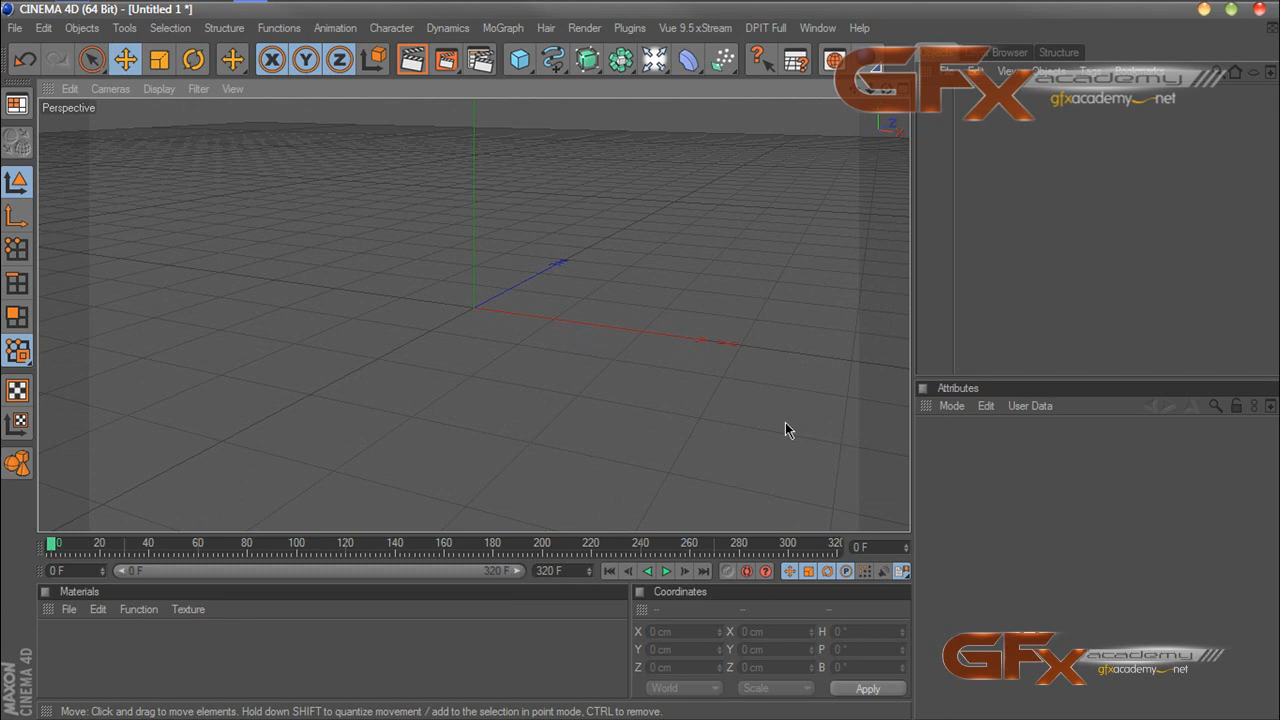 CINEMA 4D (64 Bit) - [Untitled 1 *]
File Edit Objects Tools Selection Structure Functions Animation Character Dynamics MoGraph Hair Render Plugins Vue 9.5 xStream DPIT Full Window Help
X Y Z
Browser Structure
File Edit View Objects Tags Bookmarks
GFx academy
gfxacademy.net
Edit Cameras Display Filter View
Perspective
Z
X
Attributes
Mode Edit User Data
0 20 40 60 80 100 120 140 160 180 200 220 240 260 280 300 320 0 F
0 F 0 F 320 F 320 F
Materials
File Edit Function Texture
Coordinates
-- -- --
X 0 cm X 0 cm H 0 °
Y 0 cm Y 0 cm P 0 °
Z 0 cm Z 0 cm B 0 °
World Scale Apply
GFx academy
gfxacademy.net
MAXON
CINEMA 4D
Move: Click and drag to move elements. Hold down SHIFT to quantize movement / add to the selection in point mode, CTRL to remove.